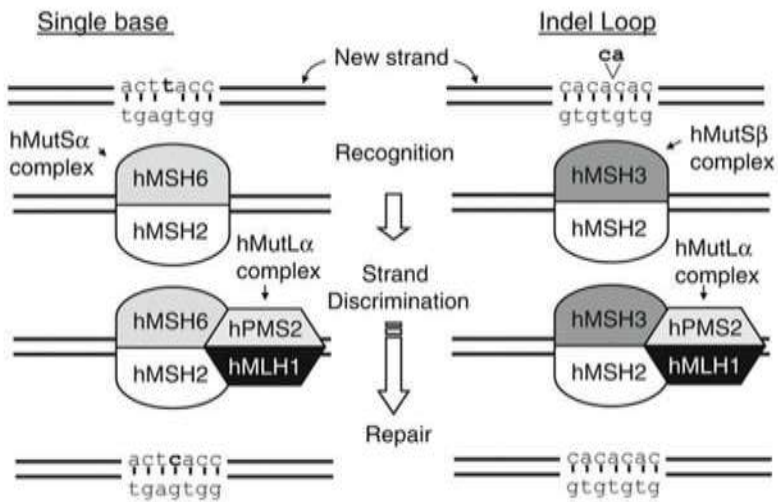 Single base
Indel Loop
New strand
ca
acttacc
tgagtgg
cacacac
gtgtgtg
hMutSα
complex
Recognition
hMutSβ
complex
hMSH6
hMSH2
hMSH3
hMSH2
hMutLα
complex
Strand
Discrimination
hMutLα
complex
hMSH6
hPMS2
hMSH2
hMLH1
hMSH3
hPMS2
hMSH2
hMLH1
Repair
actcacc
tgagtgg
cacacac
gtgtgtg